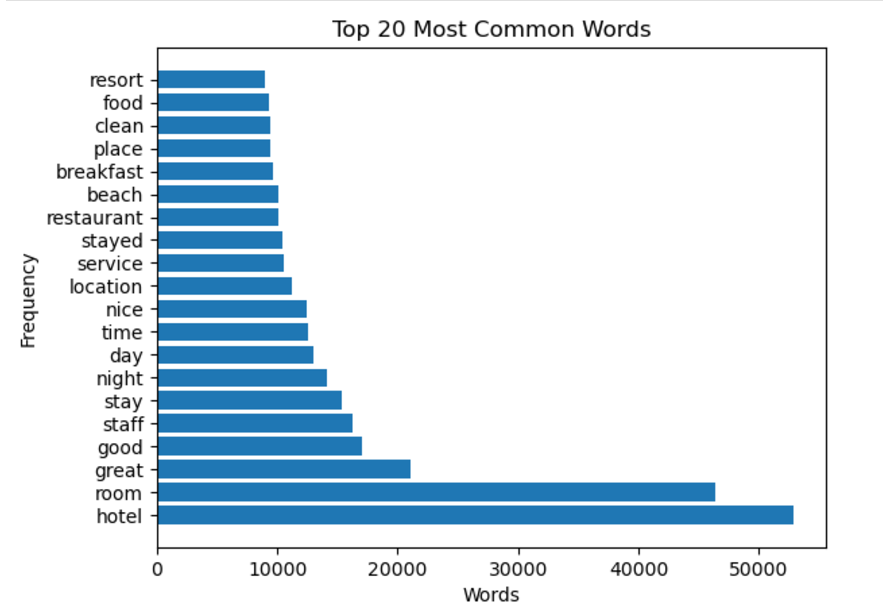 Top 20 Most Common Words
Frequency
resort
food
clean
place
breakfast
beach
restaurant
stayed
service
location
nice
time
day
night
stay
staff
good
great
room
hotel
0 10000 20000 30000 40000 50000
Words